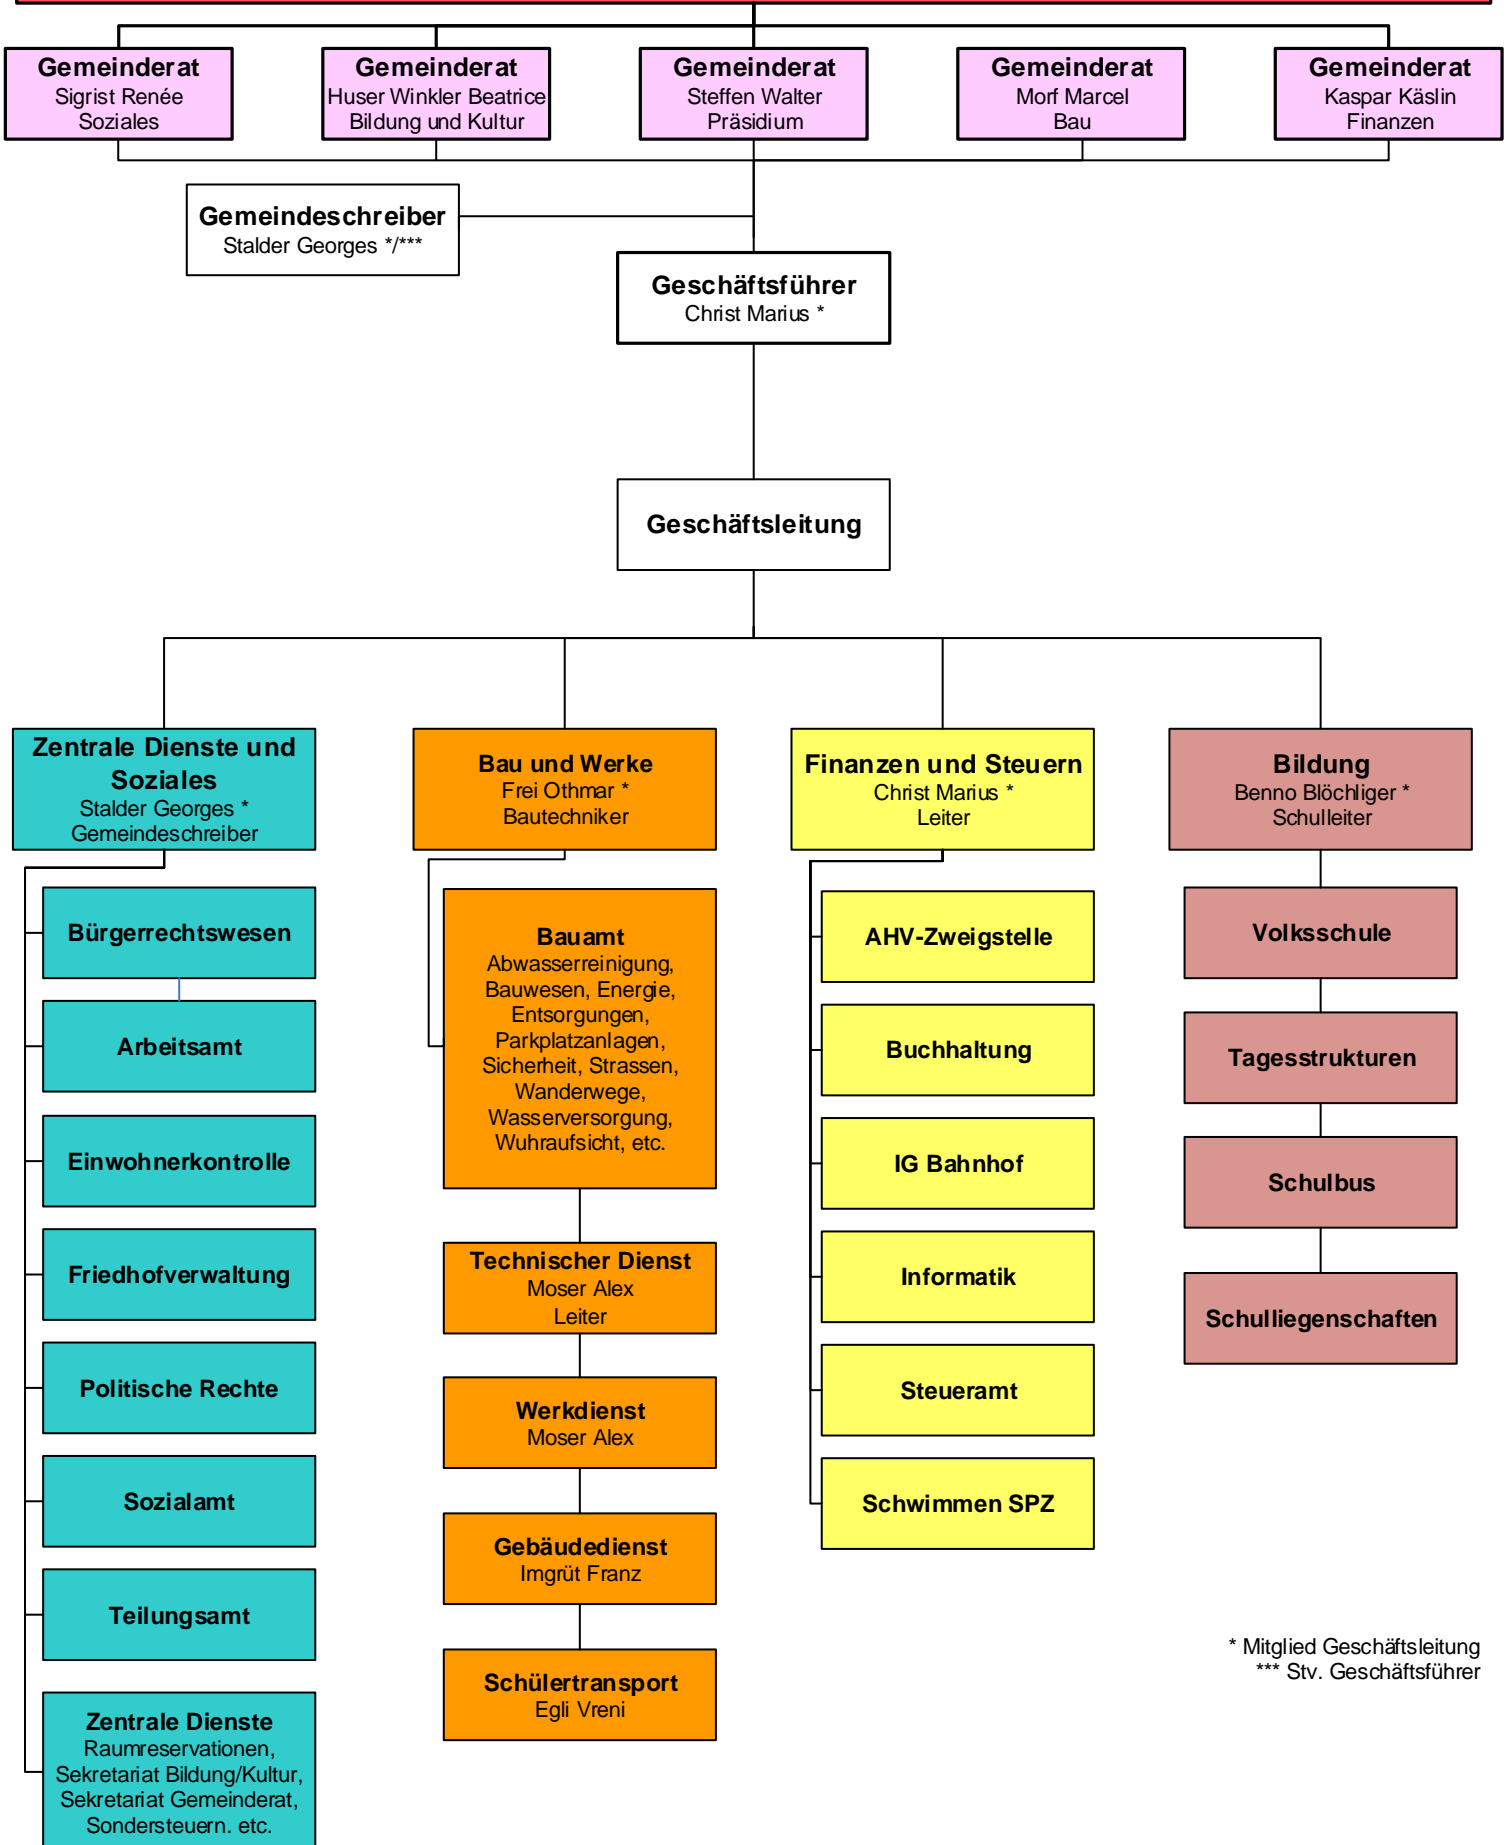 Gemeinderat
Sigrist Renée
Soziales
Gemeinderat
Huser Winkler Beatrice
Bildung und Kultur
Gemeinderat
Steffen Walter
Präsidium
Gemeinderat
Morf Marcel
Bau
Gemeinderat
Kaspar Käslin
Finanzen
Gemeindeschreiber
Stalder Georges */***
Geschäftsführer
Christ Marius *
Geschäftsleitung
Zentrale Dienste und
Soziales
Stalder Georges *
Gemeindeschreiber
Bürgerrechtswesen
Arbeitsamt
Einwohnerkontrolle
Friedhofverwaltung
Politische Rechte
Sozialamt
Teilungsamt
Zentrale Dienste
Raumreservationen,
Sekretariat Bildung/Kultur,
Sekretariat Gemeinderat,
Sondersteuern. etc.
Bau und Werke
Frei Othmar *
Bautechniker
Bauamt
Abwasserreinigung,
Bauwesen, Energie,
Entsorgungen,
Parkplatzanlagen,
Sicherheit, Strassen,
Wanderwege,
Wasserversorgung,
Wuhraufsicht, etc.
Technischer Dienst
Moser Alex
Leiter
Werkdienst
Moser Alex
Gebäudedienst
Imgrüt Franz
Schülertransport
Egli Vreni
Finanzen und Steuern
Christ Marius *
Leiter
AHV-Zweigstelle
Buchhaltung
IG Bahnhof
Informatik
Steueramt
Schwimmen SPZ
Bildung
Benno Blöchliger *
Schulleiter
Volksschule
Tagesstrukturen
Schulbus
Schulliegenschaften
* Mitglied Geschäftsleitung
*** Stv. Geschäftsführer